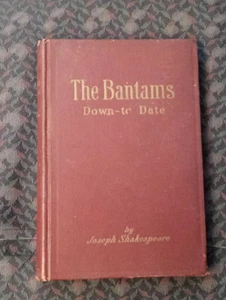 The Bantams
Down-to Date
by
Joseph Shakespeare